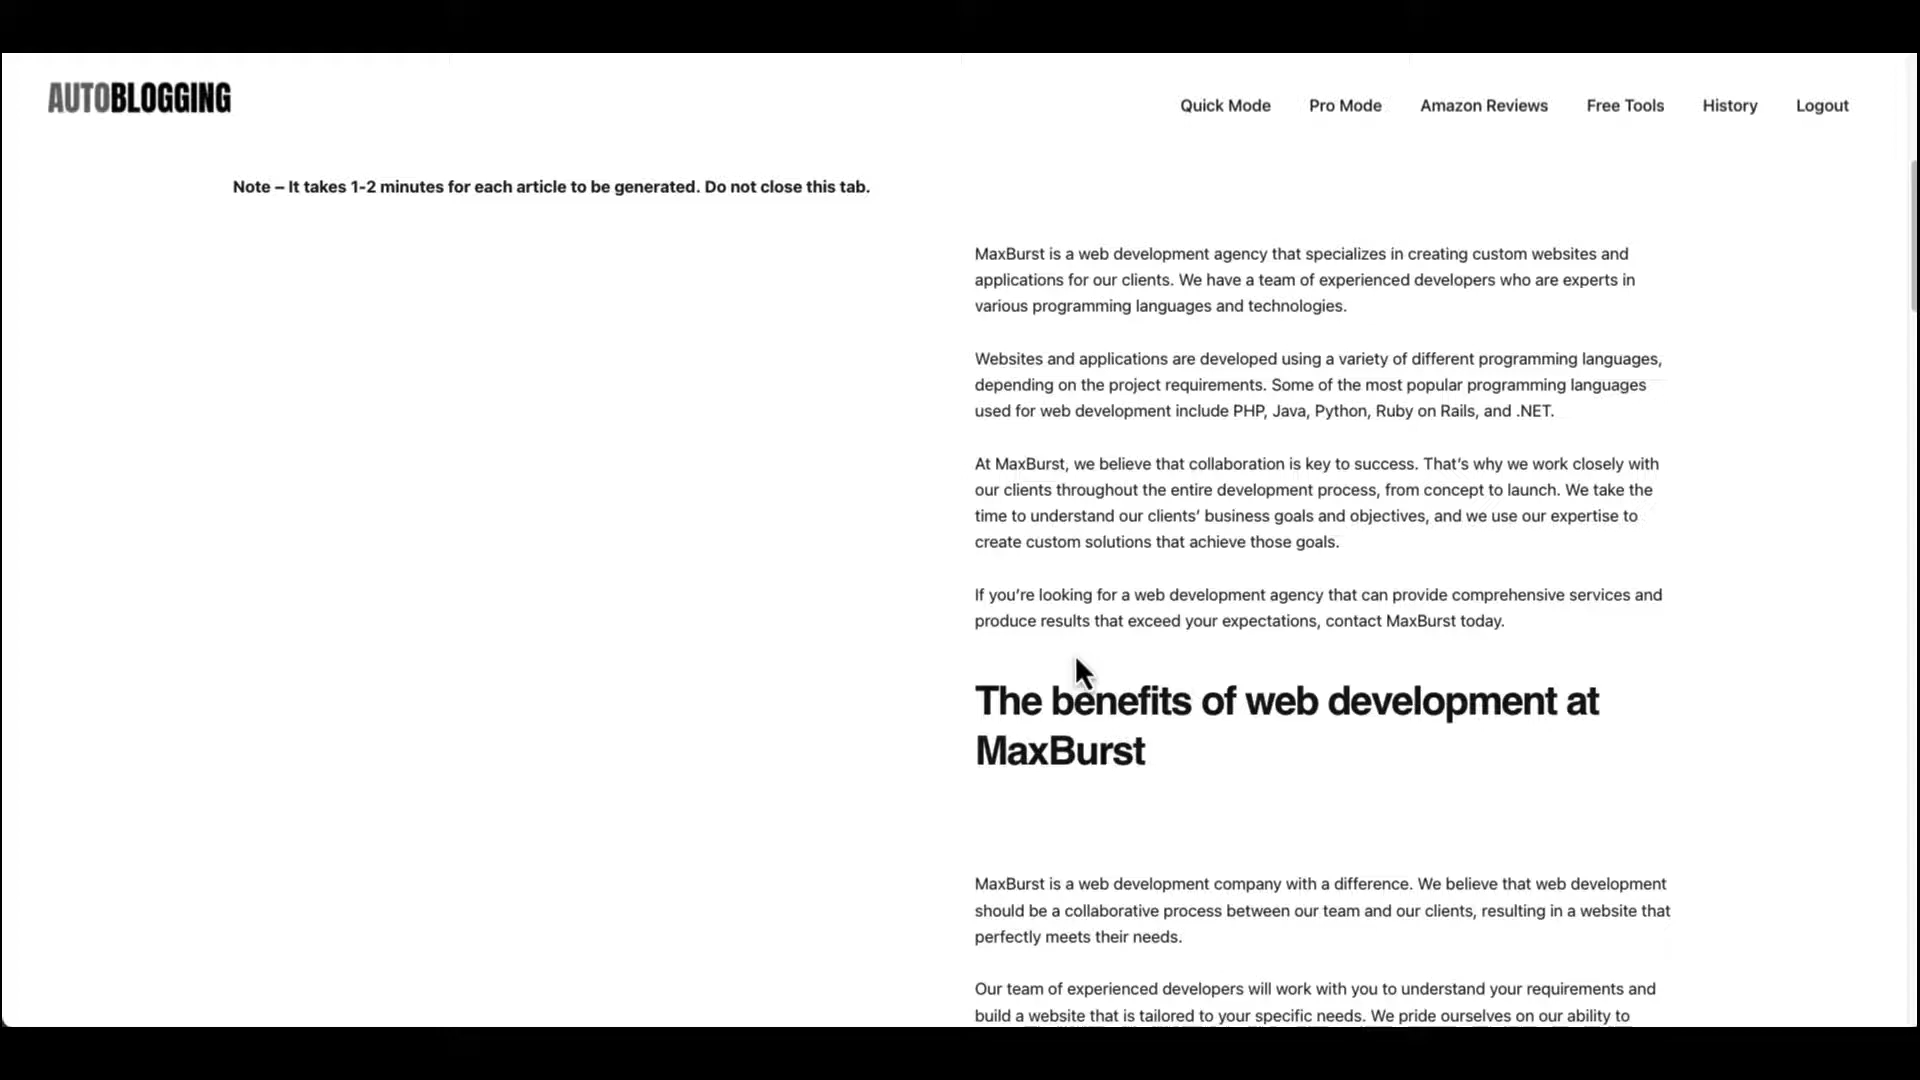 AUTOBLOGGING
Quick Mode Pro Mode Amazon Reviews Free Tools History Logout
Note – It takes 1-2 minutes for each article to be generated. Do not close this tab.
MaxBurst is a web development agency that specializes in creating custom websites and
applications for our clients. We have a team of experienced developers who are experts in
various programming languages and technologies.
Websites and applications are developed using a variety of different programming languages,
depending on the project requirements. Some of the most popular programming languages
used for web development include PHP, Java, Python, Ruby on Rails, and .NET.
At MaxBurst, we believe that collaboration is key to success. That’s why we work closely with
our clients throughout the entire development process, from concept to launch. We take the
time to understand our clients’ business goals and objectives, and we use our expertise to
create custom solutions that achieve those goals.
If you’re looking for a web development agency that can provide comprehensive services and
produce results that exceed your expectations, contact MaxBurst today.
The benefits of web development at
MaxBurst
MaxBurst is a web development company with a difference. We believe that web development
should be a collaborative process between our team and our clients, resulting in a website that
perfectly meets their needs.
Our team of experienced developers will work with you to understand your requirements and
build a website that is tailored to your specific needs. We pride ourselves on our ability to